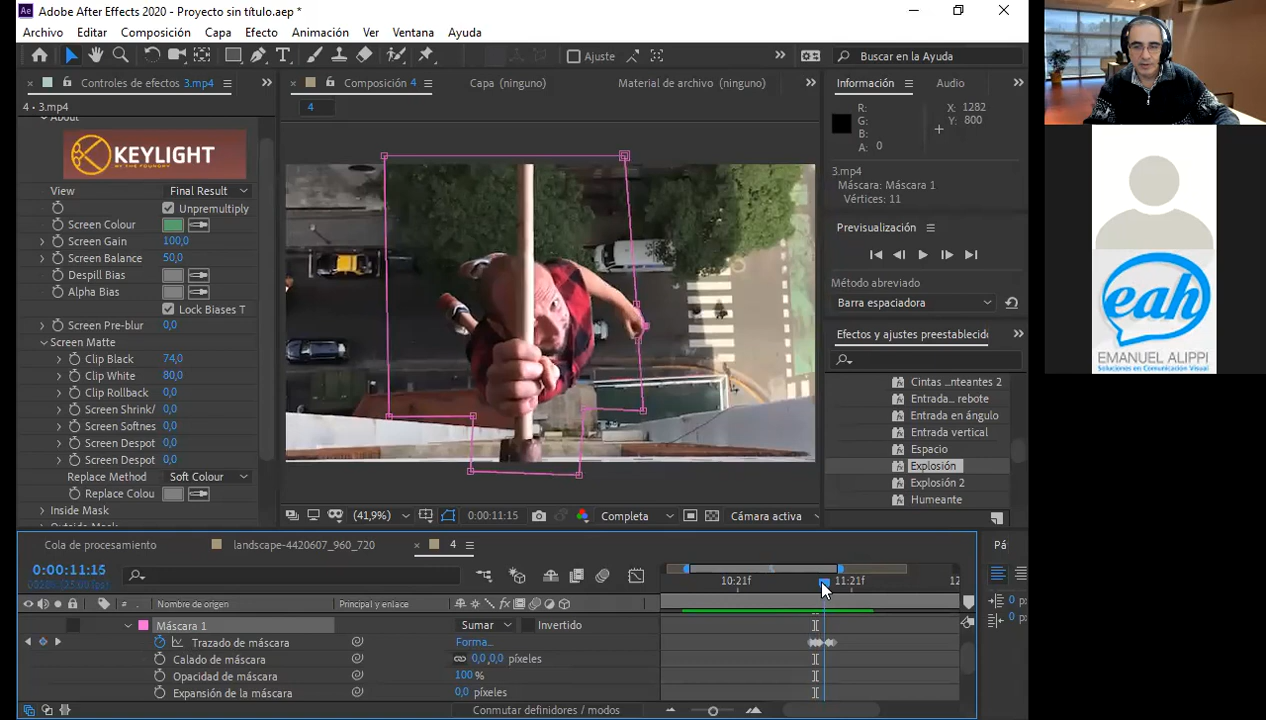 Ae Adobe After Effects 2020 - Proyecto sin título.aep *
Archivo Editar Composición Capa Efecto Animación Ver Ventana Ayuda
Ajuste Buscar en la Ayuda
Controles de efectos 3.mp4
Composición 4
Capa (ninguno)
Material de archivo (ninguno)
Información
Audio
4 • 3.mp4
4
About
KEYLIGHT
View Final Result
Unpremultiply
Screen Colour
Screen Gain 100,0
Screen Balance 50,0
Despill Bias
Alpha Bias
Lock Biases T
Screen Pre-blur 0,0
Screen Matte
Clip Black 74,0
Clip White 80,0
Clip Rollback 0,0
Screen Shrink/ 0,0
Screen Softnes 0,0
Screen Despot 0,0
Screen Despot 0,0
Replace Method Soft Colour
Replace Colou
Inside Mask
(41,9%) 0:00:11:15 Completa Cámara activa
R:
G:
B:
A: 0
X: 1282
Y: 800
3.mp4
Máscara: Máscara 1
Vértices: 11
Previsualización
Método abreviado
Barra espaciadora
Efectos y ajustes preestablecid
Cintas ...nteantes 2
Entrada... rebote
Entrada en ángulo
Entrada vertical
Espacio
Explosión
Explosión 2
Humeante
Cola de procesamiento
landscape-4420607_960_720
4
Pá
0:00:11:15
10:21f 11:21f 12
# Nombre de origen
Principal y enlace
Máscara 1 Sumar Invertido
Trazado de máscara Forma...
Calado de máscara 0,0,0,0 píxeles
Opacidad de máscara 100 %
Expansión de la máscara 0,0 píxeles
Conmutar definidores / modos
0 p
0 p
eah
EMANUEL ALIPPI
Soluciones en Comunicación Visual